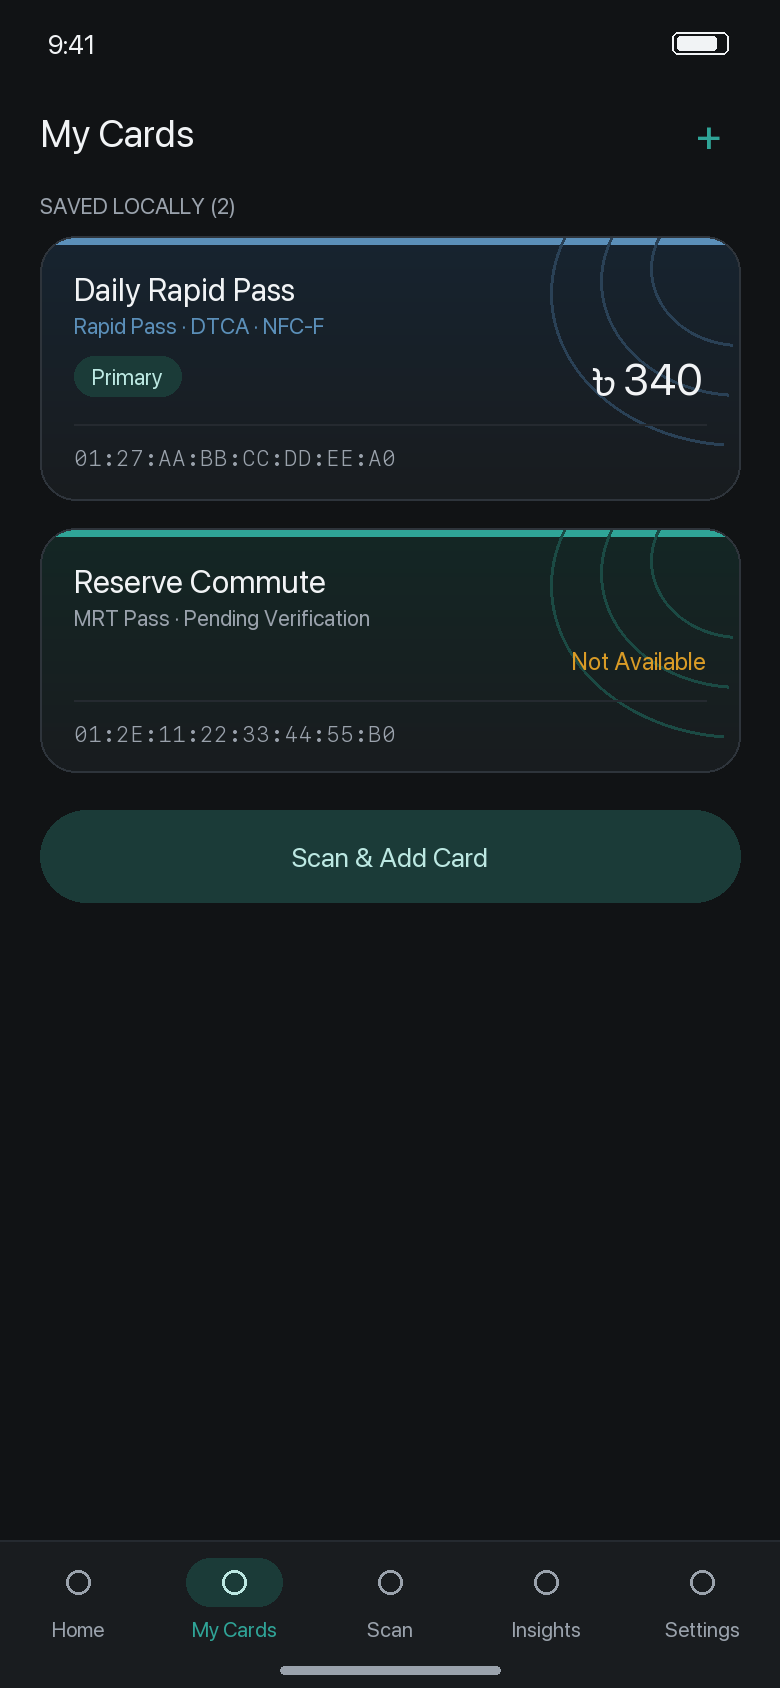 9:41
My Cards
+
SAVED LOCALLY (2)
Daily Rapid Pass
Rapid Pass · DTCA · NFC-F
Primary
৳ 340
01:27:AA:BB:CC:DD:EE:A0
Reserve Commute
MRT Pass · Pending Verification
Not Available
01:2E:11:22:33:44:55:B0
Scan & Add Card
Home
My Cards
Scan
Insights
Settings